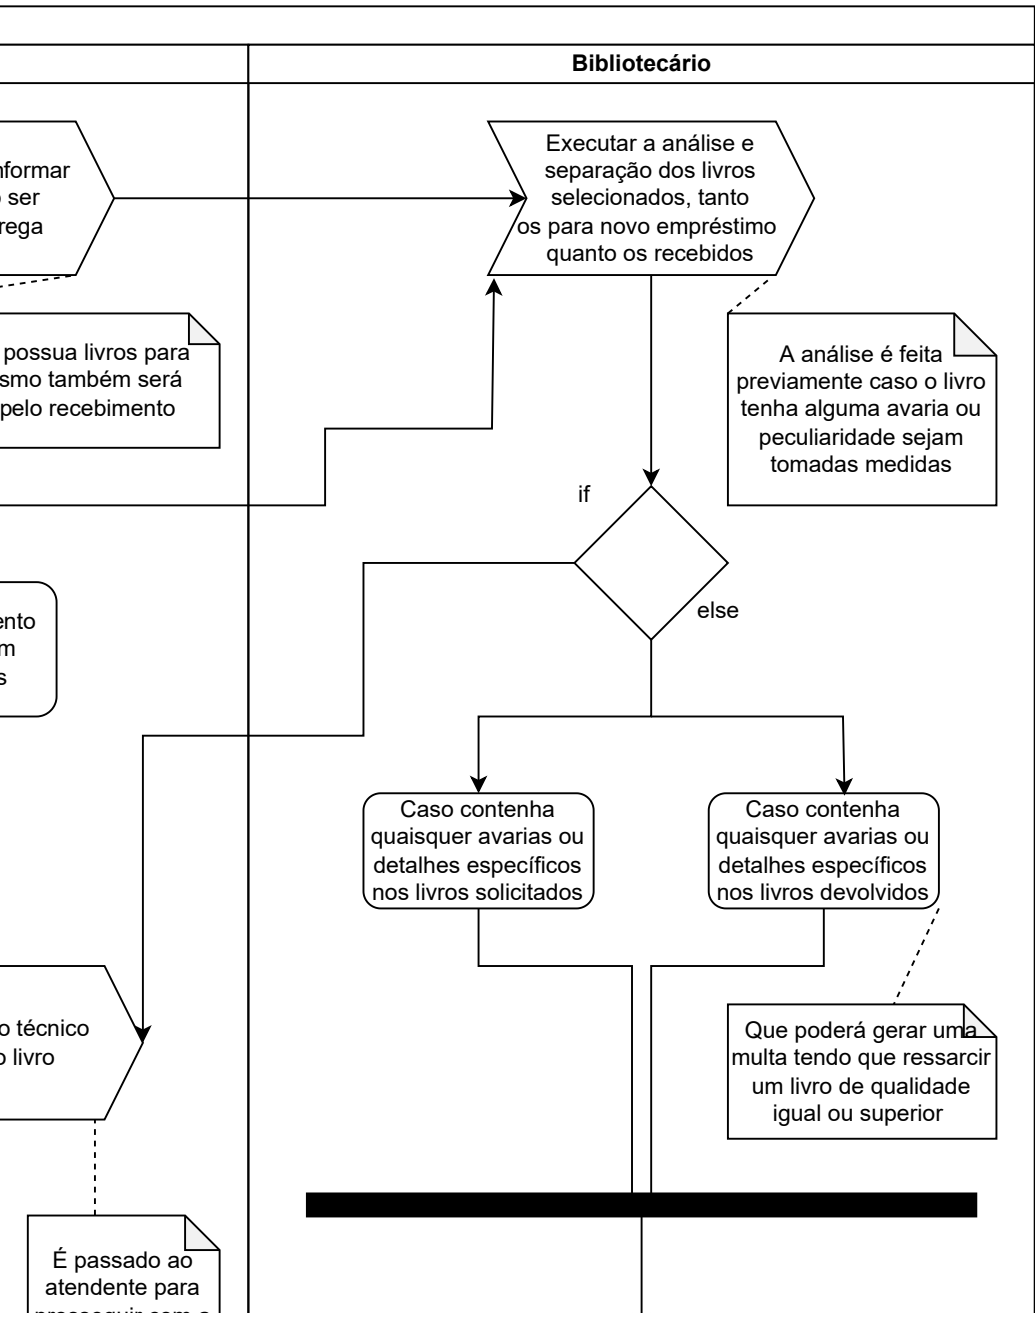 Bibliotecário
nformar
ser
rega
Executar a análise e
separação dos livros
selecionados, tanto
os para novo empréstimo
quanto os recebidos
possua livros para
smo também será
pelo recebimento
A análise é feita
previamente caso o livro
tenha alguma avaria ou
peculiaridade sejam
tomadas medidas
if
else
ento
m
s
Caso contenha
quaisquer avarias ou
detalhes específicos
nos livros solicitados
Caso contenha
quaisquer avarias ou
detalhes específicos
nos livros devolvidos
o técnico
o livro
Que poderá gerar uma
multa tendo que ressarcir
um livro de qualidade
igual ou superior
É passado ao
atendente para
prosseguir com a